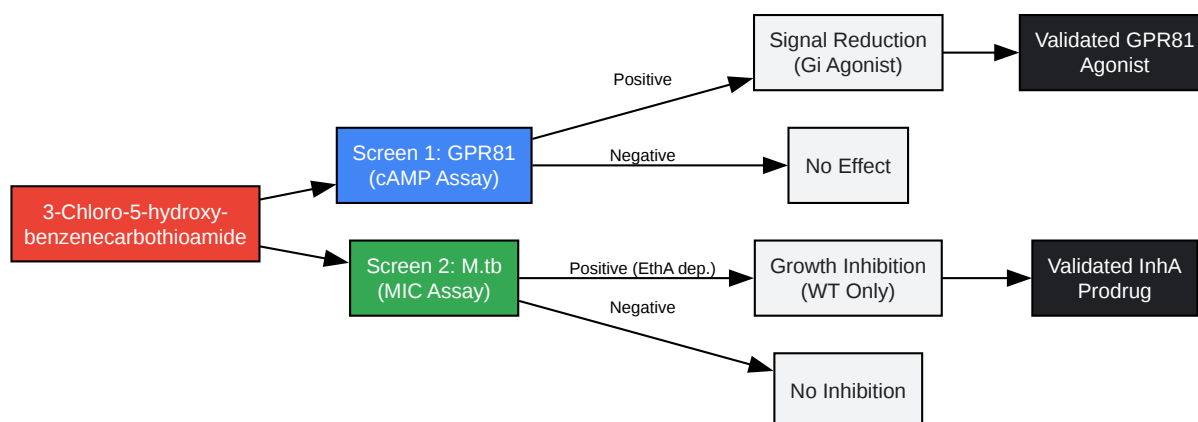 3-Chloro-5-hydroxy-
benzenecarbothioamide
Screen 1: GPR81
(cAMP Assay)
Screen 2: M.tb
(MIC Assay)
Positive
Negative
Positive (EthA dep.)
Negative
Signal Reduction
(Gi Agonist)
No Effect
Growth Inhibition
(WT Only)
No Inhibition
Validated GPR81
Agonist
Validated InhA
Prodrug